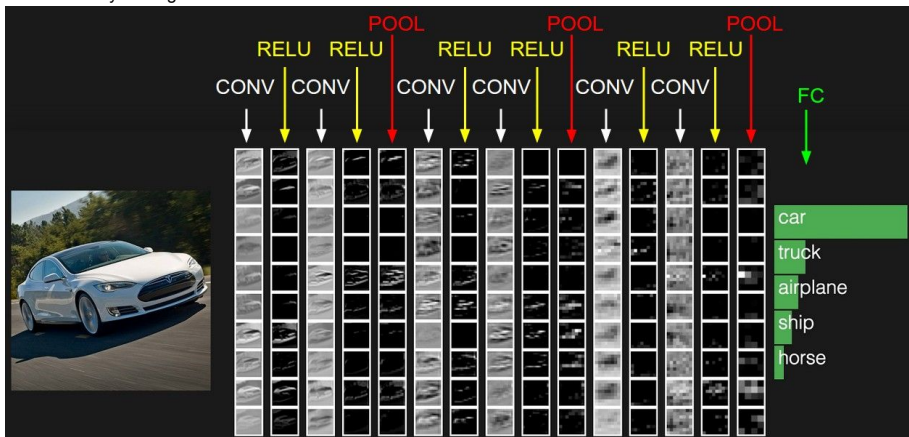 POOL POOL POOL
RELU RELU RELU RELU RELU RELU
CONV CONV CONV CONV CONV CONV
FC
car
truck
airplane
ship
horse